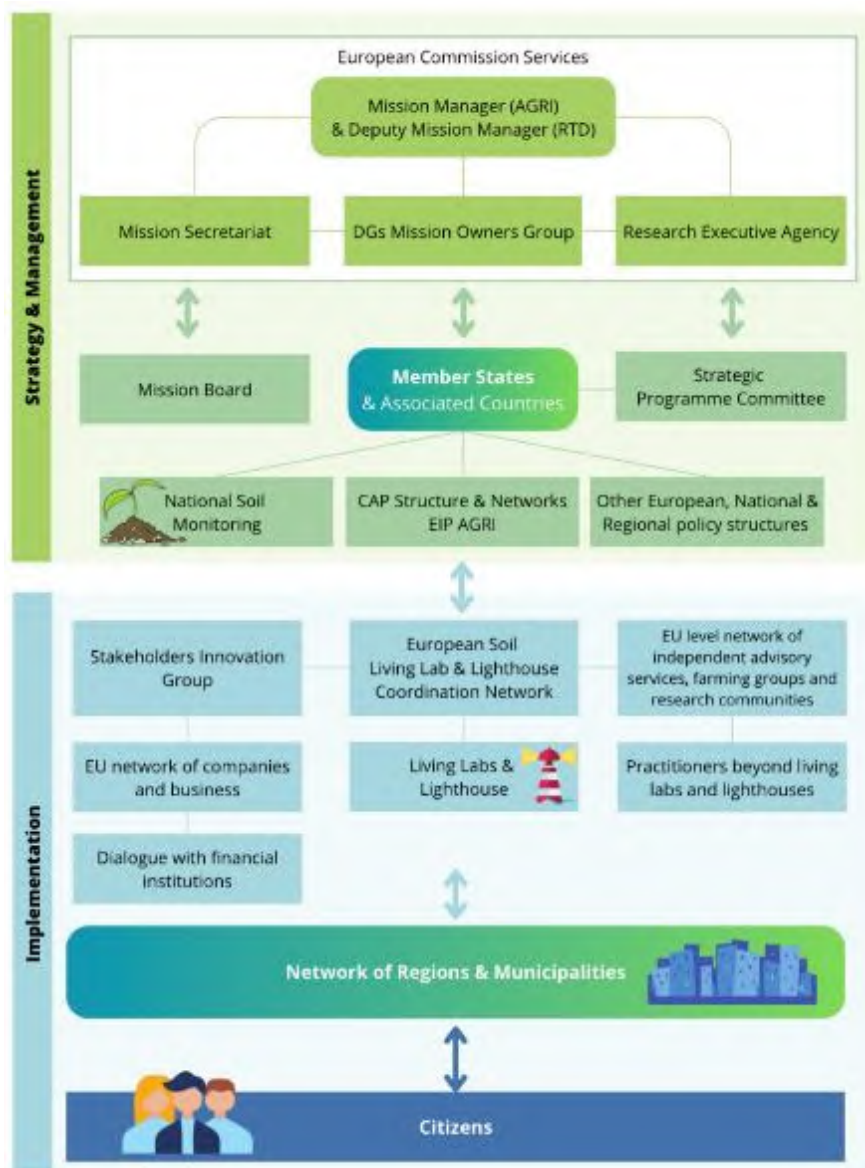 Strategy & Management
European Commission Services
Mission Manager (AGRI)
& Deputy Mission Manager (RTD)
Mission Secretariat
DGs Mission Owners Group
Research Executive Agency
Mission Board
Member States
& Associated Countries
Strategic
Programme Committee
National Soil
Monitoring
CAP Structure & Networks
EIP AGRI
Other European, National &
Regional policy structures
Implementation
Stakeholders Innovation
Group
European Soil
Living Lab & Lighthouse
Coordination Network
EU level network of
independent advisory
services, farming groups and
research communities
EU network of companies
and business
Living Labs &
Lighthouse
Practitioners beyond living
labs and lighthouses
Dialogue with financial
institutions
Network of Regions & Municipalities
Citizens